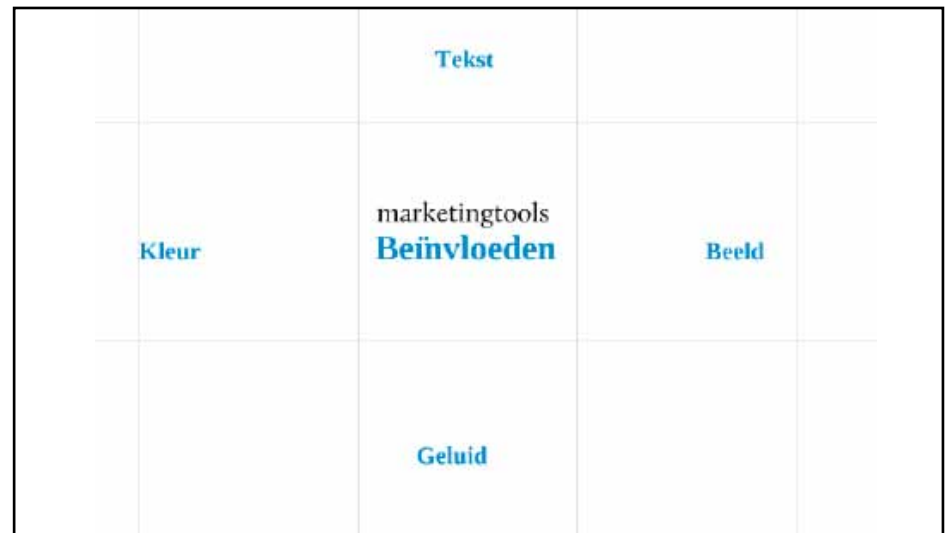 Tekst
marketingtools
Beïnvloeden
Kleur
Beeld
Geluid